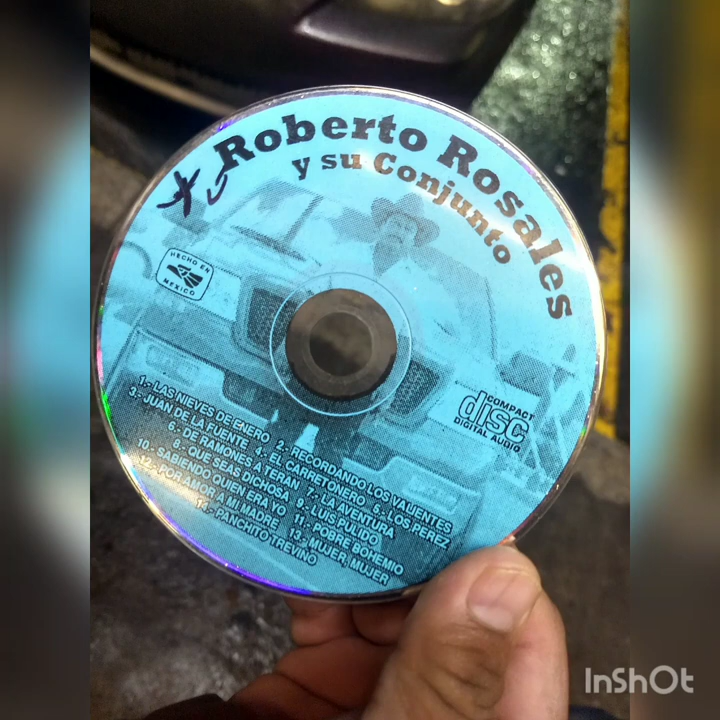 Roberto Rosales
y su Conjunto
HECHO EN
MEXICO
COMPACT
disc
DIGITAL AUDIO
1.- LAS NIEVES DE ENERO 2.- RECORDANDO LOS VALIENTES
3.- JUAN DE LA FUENTE 4.- EL CARRETONERO 5.- LOS PEREZ
6.- DE RAMONES A TERAN 7.- LA AVENTURA
8.- QUE SEAS DICHOSA 9.- LUIS PULIDO
10.- SABIENDO QUIEN ERA YO 11.- POBRE BOHEMIO
12.- POR AMOR A MI MADRE 13.- MUJER, MUJER
14.- PANCHITO TREVIÑO
InShOt